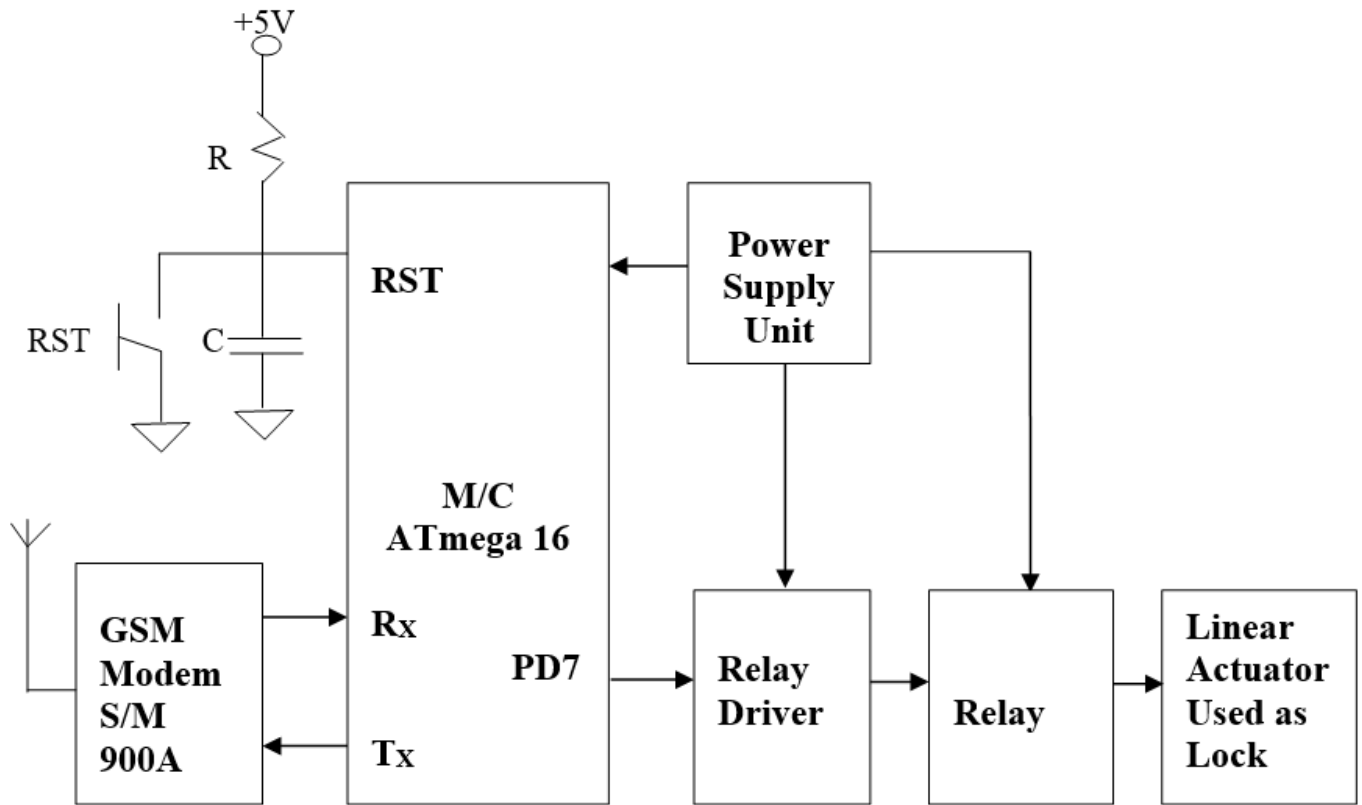 +5V
R
RST
RST
C
Power
Supply
Unit
M/C
ATmega 16
GSM
Modem
S/M
900A
RX
TX
PD7
Relay
Driver
Relay
Linear
Actuator
Used as
Lock